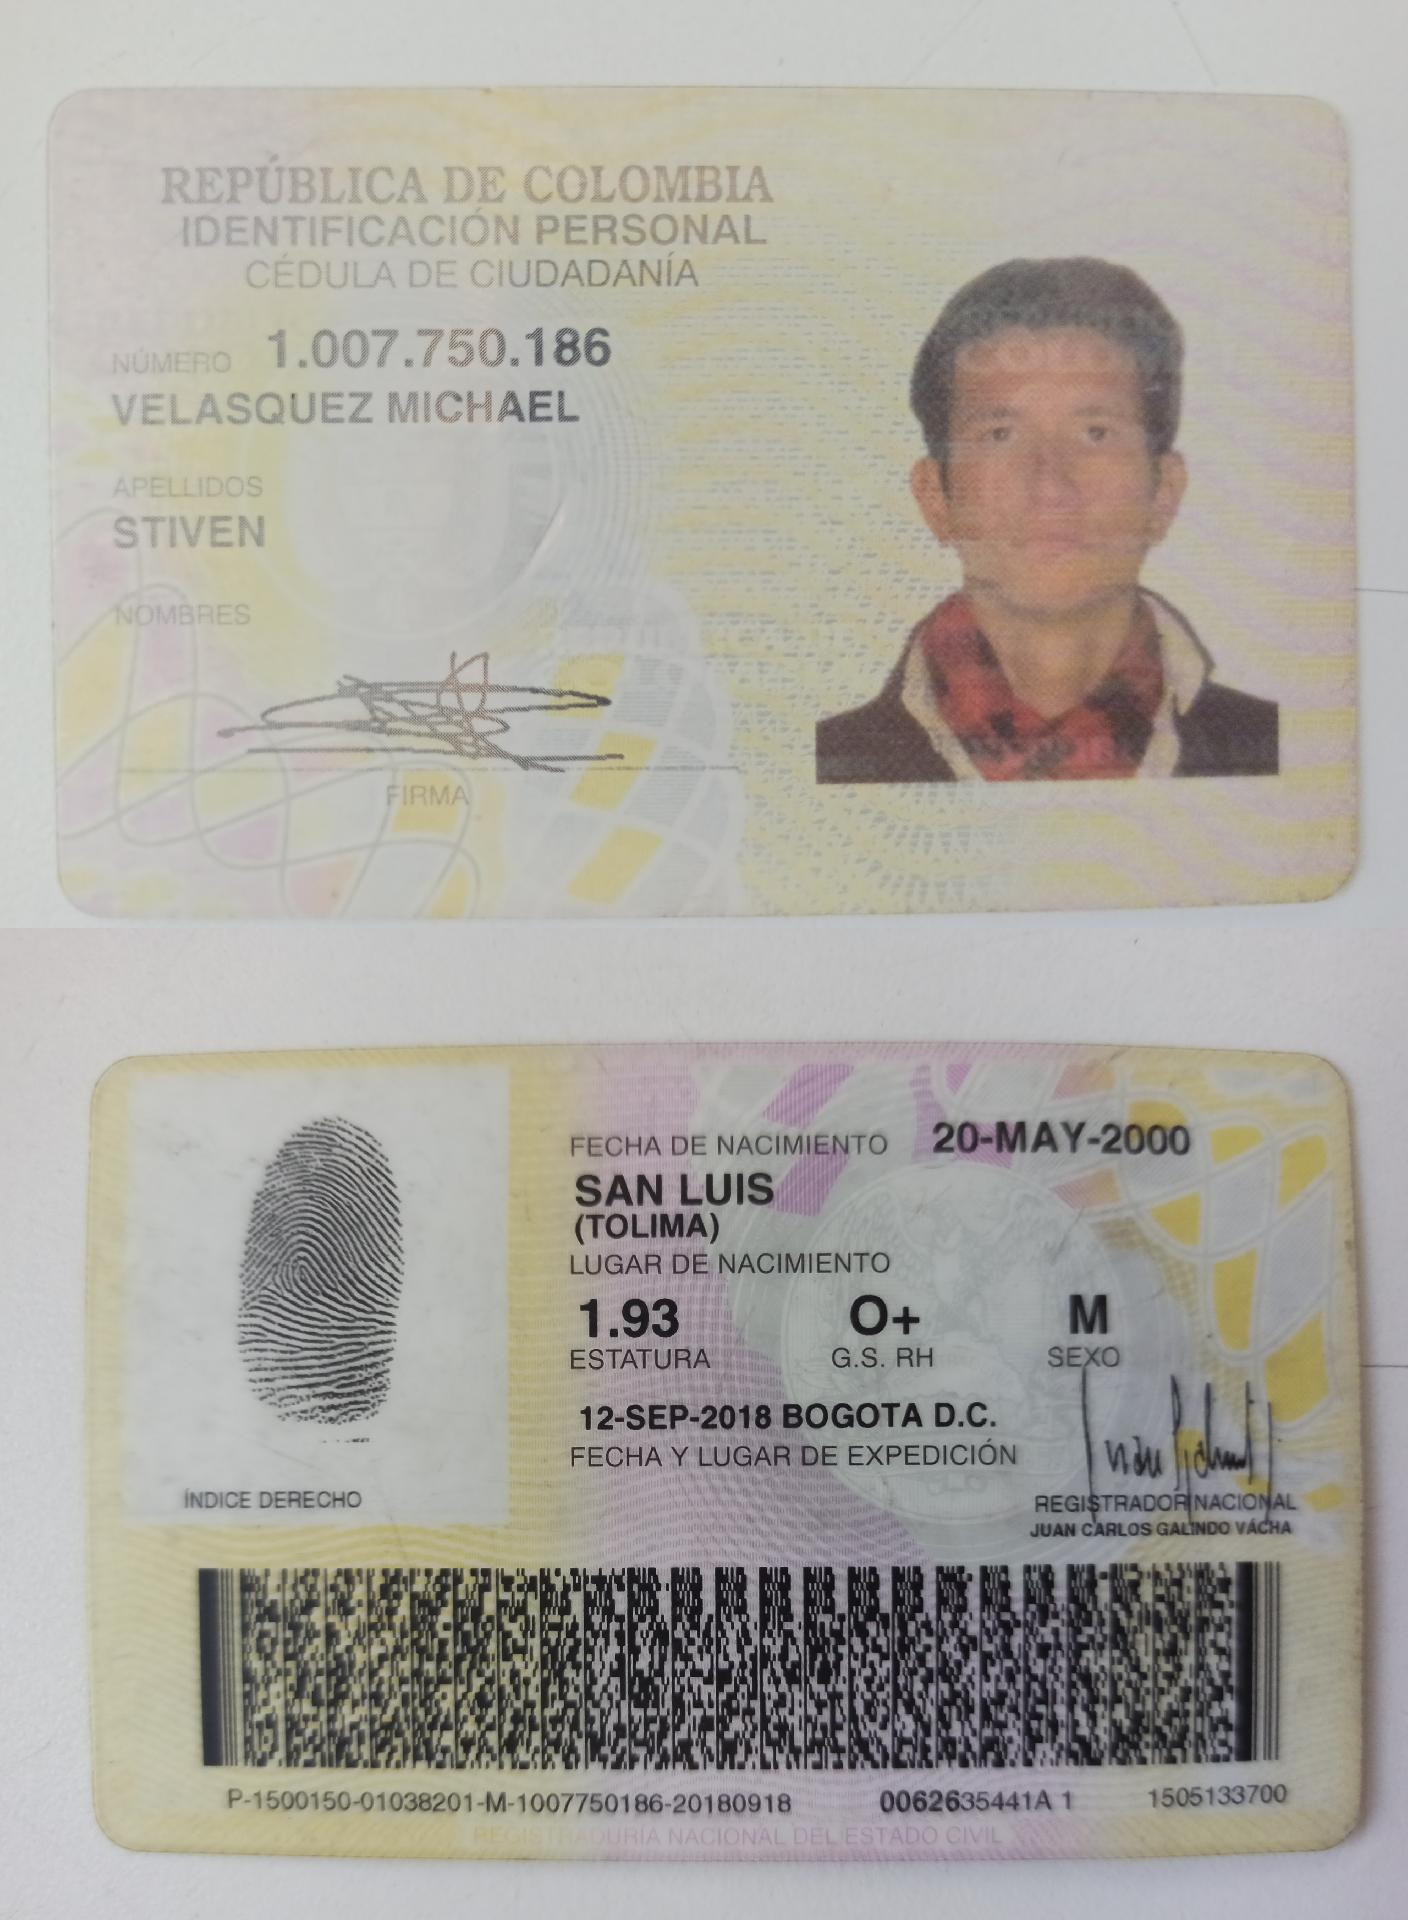 REPÚBLICA DE COLOMBIA
IDENTIFICACIÓN PERSONAL
CÉDULA DE CIUDADANÍA
NÚMERO 1.007.750.186
VELASQUEZ MICHAEL
APELLIDOS
STIVEN
NOMBRES
FIRMA
FECHA DE NACIMIENTO 20-MAY-2000
SAN LUIS
(TOLIMA)
LUGAR DE NACIMIENTO
1.93 O+ M
ESTATURA G.S. RH SEXO
12-SEP-2018 BOGOTA D.C.
FECHA Y LUGAR DE EXPEDICIÓN
ÍNDICE DERECHO
REGISTRADOR NACIONAL
JUAN CARLOS GALINDO VÁCHA
P-1500150-01038201-M-1007750186-20180918 0062635441A 1 1505133700
REGISTRADURIA NACIONAL DEL ESTADO CIVIL